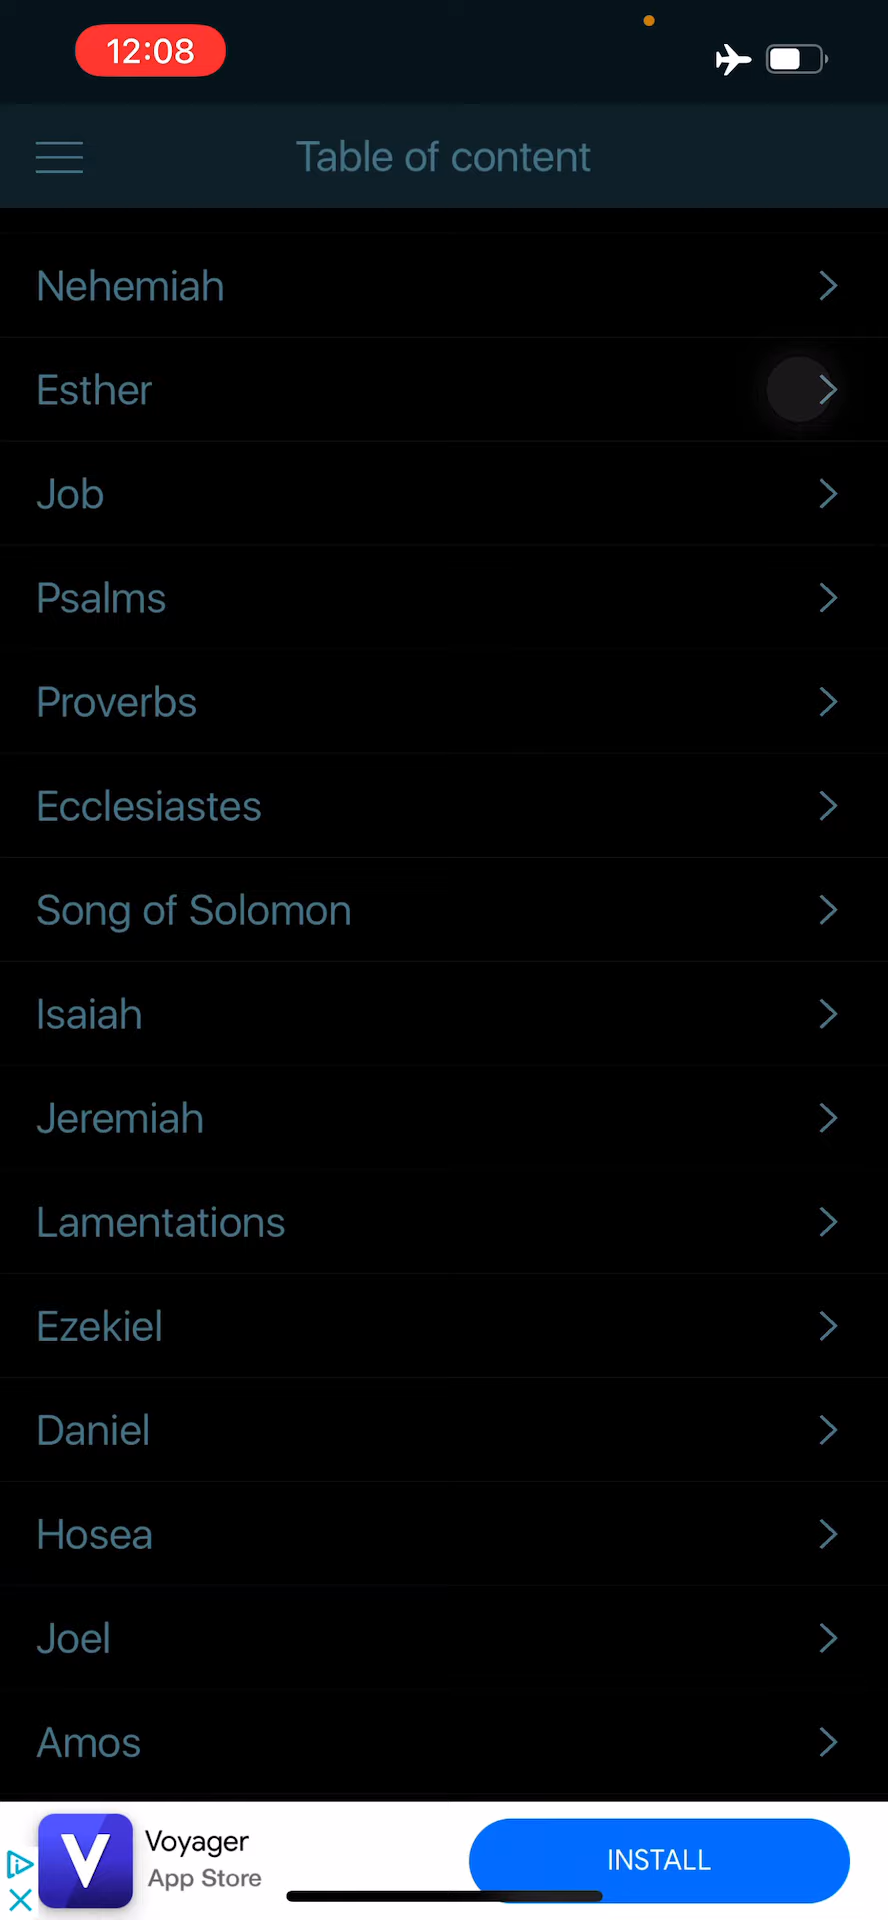 12:08
Table of content
Nehemiah
Esther
Job
Psalms
Proverbs
Ecclesiastes
Song of Solomon
Isaiah
Jeremiah
Lamentations
Ezekiel
Daniel
Hosea
Joel
Amos
V
Voyager
App Store
INSTALL